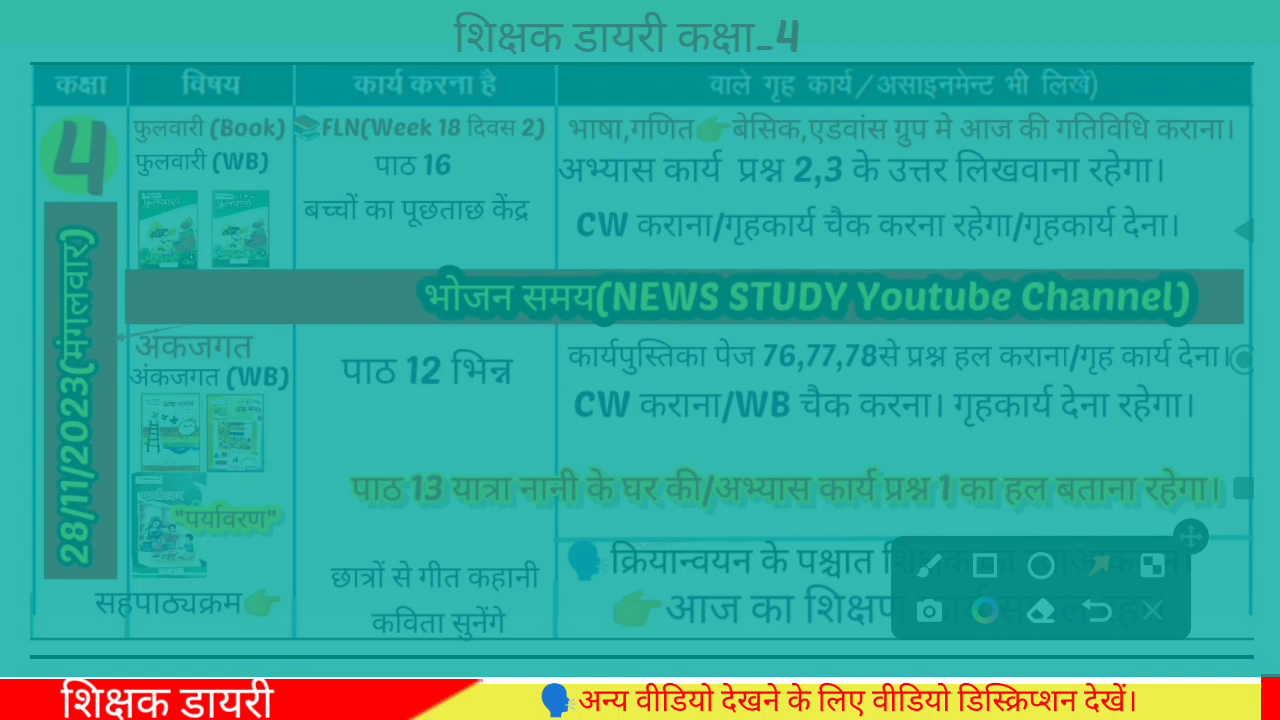 शिक्षक डायरी कक्षा-4
कक्षा
विषय
कार्य करना है
वाले गृह कार्य/असाइनमेन्ट भी लिखें)
4
28/11/2023(मंगलवार)
फुलवारी (Book)
फुलवारी (WB)
FLN(Week 18 दिवस 2)
पाठ 16
बच्चों का पूछताछ केंद्र
भाषा,गणित👉बेसिक,एडवांस ग्रुप मे आज की गतिविधि कराना।
अभ्यास कार्य प्रश्न 2,3 के उत्तर लिखवाना रहेगा।
CW कराना/गृहकार्य चैक करना रहेगा/गृहकार्य देना।
भोजन समय(NEWS STUDY Youtube Channel)
अंकजगत
अंकजगत (WB)
पाठ 12 भिन्न
कार्यपुस्तिका पेज 76,77,78से प्रश्न हल कराना/गृह कार्य देना।
CW कराना/WB चैक करना। गृहकार्य देना रहेगा।
"पर्यावरण"
पाठ 13 यात्रा नानी के घर की/अभ्यास कार्य प्रश्न 1 का हल बताना रहेगा।
सहपाठ्यक्रम👉
छात्रों से गीत कहानी
कविता सुनेंगे
🗣️क्रियान्वयन के पश्चात
👉आज का शिक्षण
शिक्षक डायरी
🗣️अन्य वीडियो देखने के लिए वीडियो डिस्क्रिप्शन देखें।